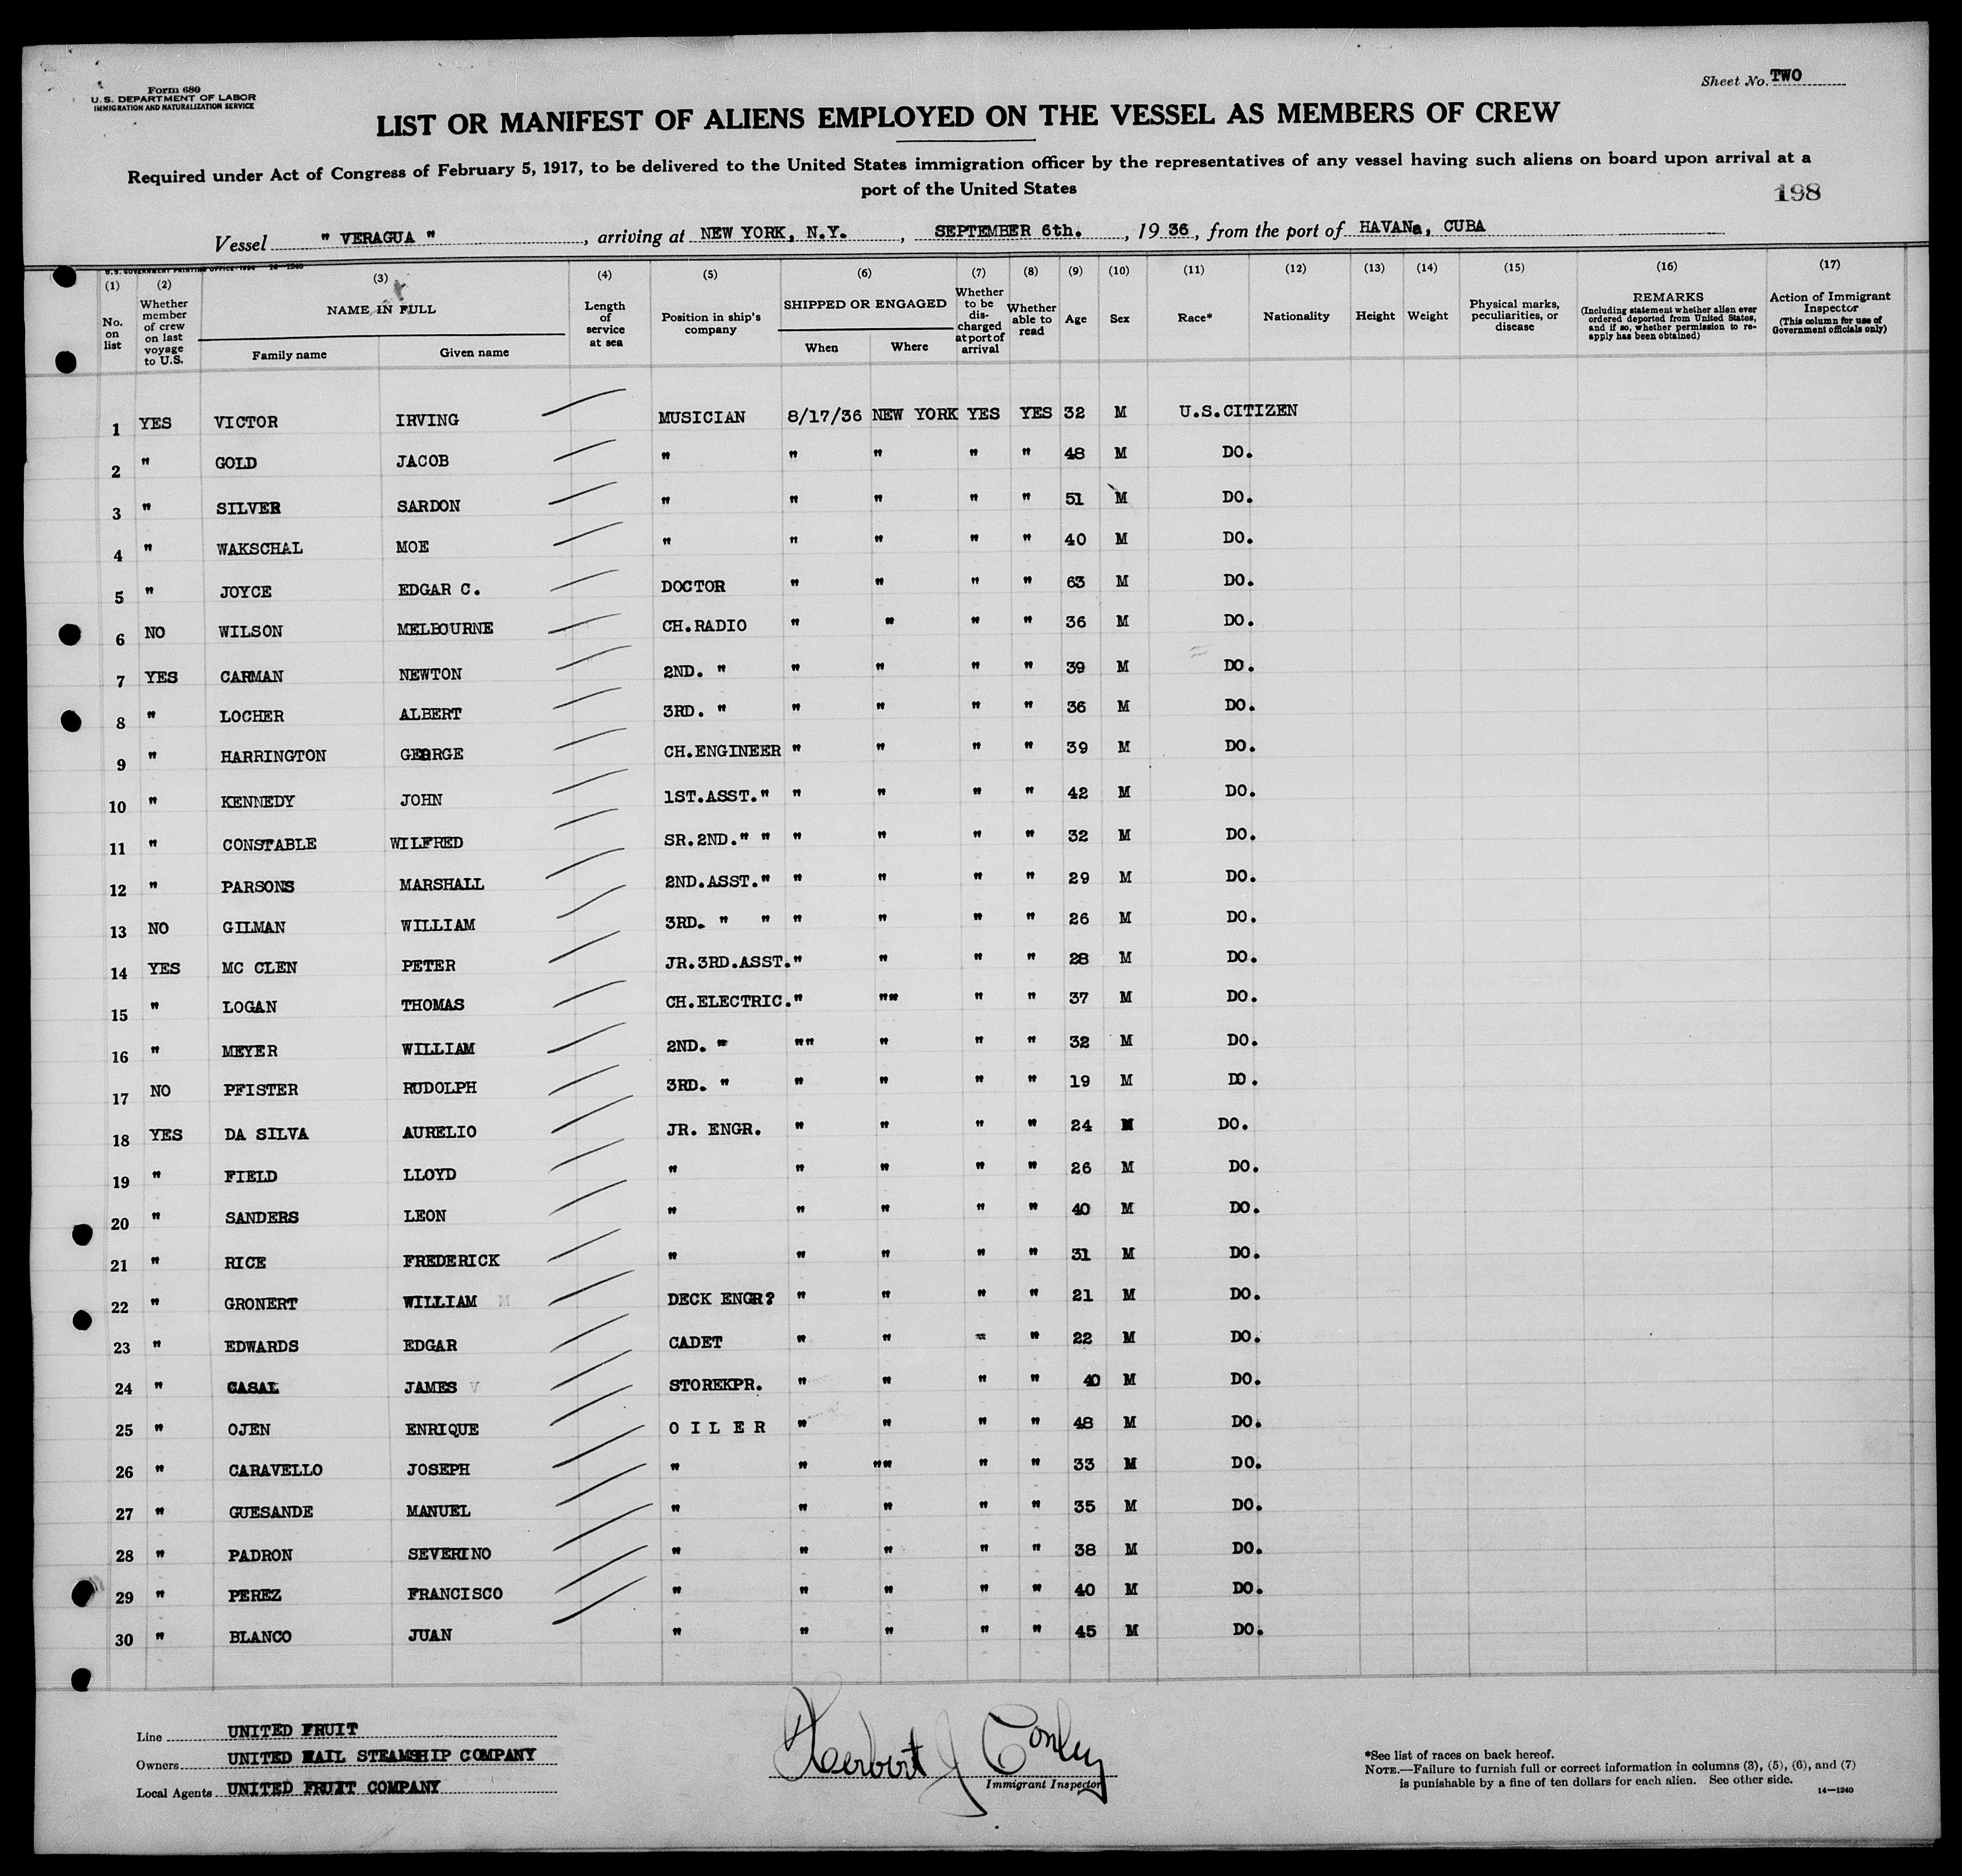 Form 680
U. S. DEPARTMENT OF LABOR
IMMIGRATION AND NATURALIZATION SERVICE
Sheet No. TWO
LIST OR MANIFEST OF ALIENS EMPLOYED ON THE VESSEL AS MEMBERS OF CREW
Required under Act of Congress of February 5, 1917, to be delivered to the United States immigration officer by the representatives of any vessel having such aliens on board upon arrival at a
port of the United States
198
Vessel " VERAGUA ", arriving at NEW YORK, N.Y., SEPTEMBER 6th., 19 36, from the port of HAVANa, CUBA
U. S. GOVERNMENT PRINTING OFFICE 14—1240
(1) (2) (3) (4) (5) (6) (7) (8) (9) (10) (11) (12) (13) (14) (15) (16) (17)
No. on list
Whether member of crew on last voyage to U.S.
NAME IN FULL
Family name Given name
Length of service at sea
Position in ship's company
SHIPPED OR ENGAGED
When Where
Whether to be discharged at port of arrival
Whether able to read
Age
Sex
Race*
Nationality
Height
Weight
Physical marks, peculiarities, or disease
REMARKS
(Including statement whether alien ever ordered deported from United States, and if so, whether permission to re-apply has been obtained)
Action of Immigrant Inspector
(This column for use of Government officials only)
1 YES VICTOR IRVING MUSICIAN 8/17/36 NEW YORK YES YES 32 M U.S.CITIZEN
2 " GOLD JACOB " " " " " 48 M DO.
3 " SILVER SARDON " " " " " 51 M DO.
4 " WAKSCHAL MOE " " " " " 40 M DO.
5 " JOYCE EDGAR C. DOCTOR " " " " 63 M DO.
6 NO WILSON MELBOURNE CH.RADIO " " " " 36 M DO.
7 YES CARMAN NEWTON 2ND. " " " " " 39 M DO.
8 " LOCHER ALBERT 3RD. " " " " " 36 M DO.
9 " HARRINGTON GEORGE CH.ENGINEER " " " " 39 M DO.
10 " KENNEDY JOHN 1ST.ASST." " " " " 42 M DO.
11 " CONSTABLE WILFRED SR.2ND." " " " " " 32 M DO.
12 " PARSONS MARSHALL 2ND.ASST." " " " " 29 M DO.
13 NO GILMAN WILLIAM 3RD. " " " " " " 26 M DO.
14 YES MC CLEN PETER JR.3RD.ASST." " " " 28 M DO.
15 " LOGAN THOMAS CH.ELECTRIC." "" " " 37 M DO.
16 " MEYER WILLIAM 2ND. " "" " " " 32 M DO.
17 NO PFISTER RUDOLPH 3RD. " " " " " 19 M DO.
18 YES DA SILVA AURELIO JR. ENGR. " " " " 24 M DO.
19 " FIELD LLOYD " " " " " 26 M DO.
20 " SANDERS LEON " " " " " 40 M DO.
21 " RICE FREDERICK " " " " " 31 M DO.
22 " GRONERT WILLIAM M DECK ENGR? " " " " 21 M DO.
23 " EDWARDS EDGAR CADET " " " " 22 M DO.
24 " CASAL JAMES V STOREKPR. " " " " 40 M DO.
25 " OJEN ENRIQUE O I L E R " " " " 48 M DO.
26 " CARAVELLO JOSEPH " " "" " " 33 M DO.
27 " GUESANDE MANUEL " " " " " 35 M DO.
28 " PADRON SEVERINO " " " " " 38 M DO.
29 " PEREZ FRANCISCO " " " " " 40 M DO.
30 " BLANCO JUAN " " " " " 45 M DO.
Line UNITED FRUIT
Owners UNITED MAIL STEAMSHIP COMPANY
Local Agents UNITED FRUIT COMPANY
Herbert J Conley
Immigrant Inspector
*See list of races on back hereof.
NOTE.—Failure to furnish full or correct information in columns (3), (5), (6), and (7)
is punishable by a fine of ten dollars for each alien. See other side.
14—1240